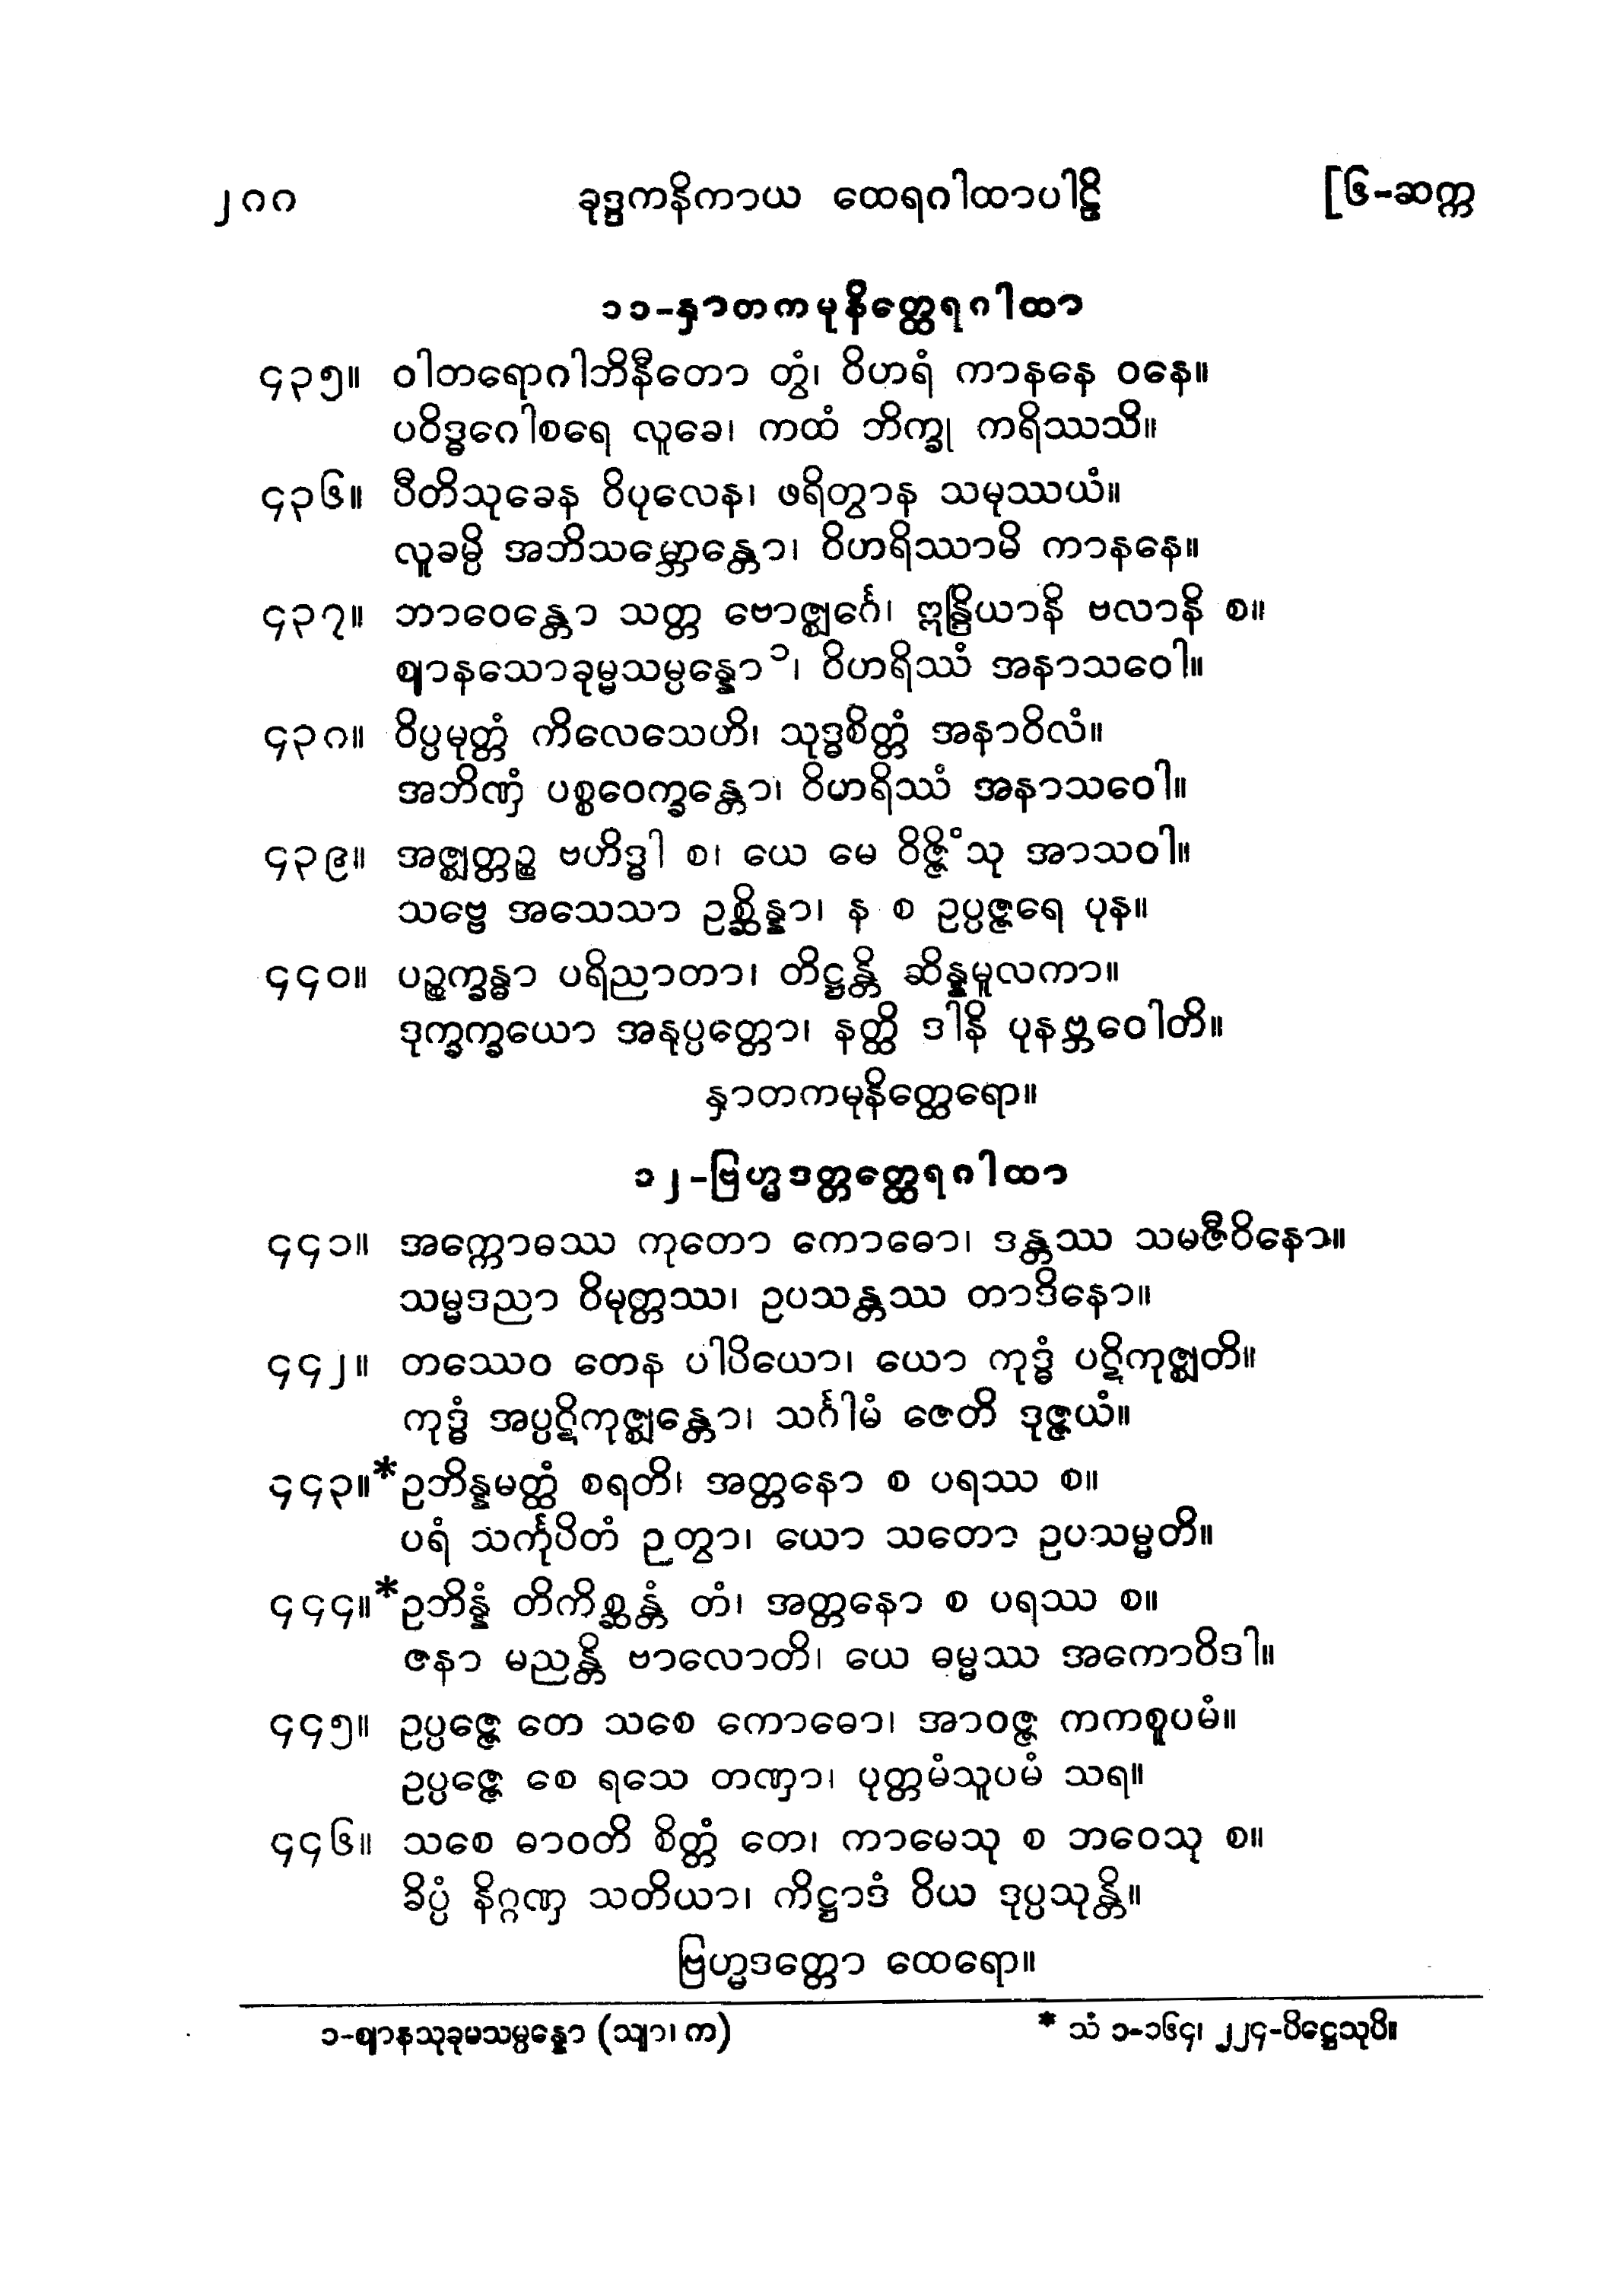 ၂၈၈ ခုဒ္ဒကနိကာယ ထေရဂါထာပါဠိ [၆-ဆက္က
၁၁-နှာတကမုနိတ္ထေရဂါထာ
၄၃၅။ ဝါတရောဂါဘိနီတော တွံ၊ ဝိဟရံ ကာနနေ ဝနေ။
ပဝိဒ္ဓဂေါစရေ လူခေ၊ ကထံ ဘိက္ခု ကရိဿသိ။
၄၃၆။ ပီတိသုခေန ဝိပုလေန၊ ဖရိတွာန သမုဿယံ။
လူခမ္ပိ အဘိသမ္ဘောန္တော၊ ဝိဟရိဿာမိ ကာနနေ။
၄၃၇။ ဘာဝေန္တော သတ္တ ဗောဇ္ဈင်္ဂေ၊ ဣန္ဒြိယာနိ ဗလာနိ စ။
ဈာနသောခုမ္မသမ္ပန္နော၁၊ ဝိဟရိဿံ အနာသဝေါ။
၄၃၈။ ဝိပ္ပမုတ္တံ ကိလေသေဟိ၊ သုဒ္ဓစိတ္တံ အနာဝိလံ။
အဘိဏှံ ပစ္စဝေက္ခန္တော၊ ဝိဟရိဿံ အနာသဝေါ။
၄၃၉။ အဇ္ဈတ္တဉ္စ ဗဟိဒ္ဓါ စ၊ ယေ မေ ဝိဇ္ဇိံသု အာသဝါ။
သဗ္ဗေ အသေသာ ဥစ္ဆိန္နာ၊ န စ ဥပ္ပဇ္ဇရေ ပုန။
၄၄၀။ ပဉ္စက္ခန္ဓာ ပရိညာတာ၊ တိဋ္ဌန္တိ ဆိန္နမူလကာ။
ဒုက္ခက္ခယော အနုပ္ပတ္တော၊ နတ္ထိ ဒါနိ ပုနဗ္ဘဝေါတိ။
နှာတကမုနိတ္ထေရော။
၁၂-ဗြဟ္မဒတ္တတ္ထေရဂါထာ
၄၄၁။ အက္ကောဓဿ ကုတော ကောဓော၊ ဒန္တဿ သမဇီဝိနော။
သမ္မဒညာ ဝိမုတ္တဿ၊ ဥပသန္တဿ တာဒိနော။
၄၄၂။ တဿေဝ တေန ပါပိယော၊ ယော ကုဒ္ဓံ ပဋိကုဇ္ဈတိ။
ကုဒ္ဓံ အပ္ပဋိကုဇ္ဈန္တော၊ သင်္ဂါမံ ဇေတိ ဒုဇ္ဇယံ။
၄၄၃။*ဥဘိန္နမတ္ထံ စရတိ၊ အတ္တနော စ ပရဿ စ။
ပရံ သင်္ကုပိတံ ဉတွာ၊ ယော သတော ဥပသမ္မတိ။
၄၄၄။*ဥဘိန္နံ တိကိစ္ဆန္တံ တံ၊ အတ္တနော စ ပရဿ စ။
ဇနာ မညန္တိ ဗာလောတိ၊ ယေ ဓမ္မဿ အကောဝိဒါ။
၄၄၅။ ဥပ္ပဇ္ဇေ တေ သစေ ကောဓော၊ အာဝဇ္ဇ ကကစူပမံ။
ဥပ္ပဇ္ဇေ စေ ရသေ တဏှာ၊ ပုတ္တမံသူပမံ သရ။
၄၄၆။ သစေ ဓာဝတိ စိတ္တံ တေ၊ ကာမေသု စ ဘဝေသု စ။
ခိပ္ပံ နိဂ္ဂဏှ သတိယာ၊ ကိဋ္ဌာဒံ ဝိယ ဒုပ္ပသုန္တိ။
ဗြဟ္မဒတ္တော ထေရော။
၁-ဈာနသုခုမသမ္ပန္နော (သျာ၊ က) * သံ ၁-၁၆၄၊ ၂၂၄-ပိဋ္ဌေသုပိ။